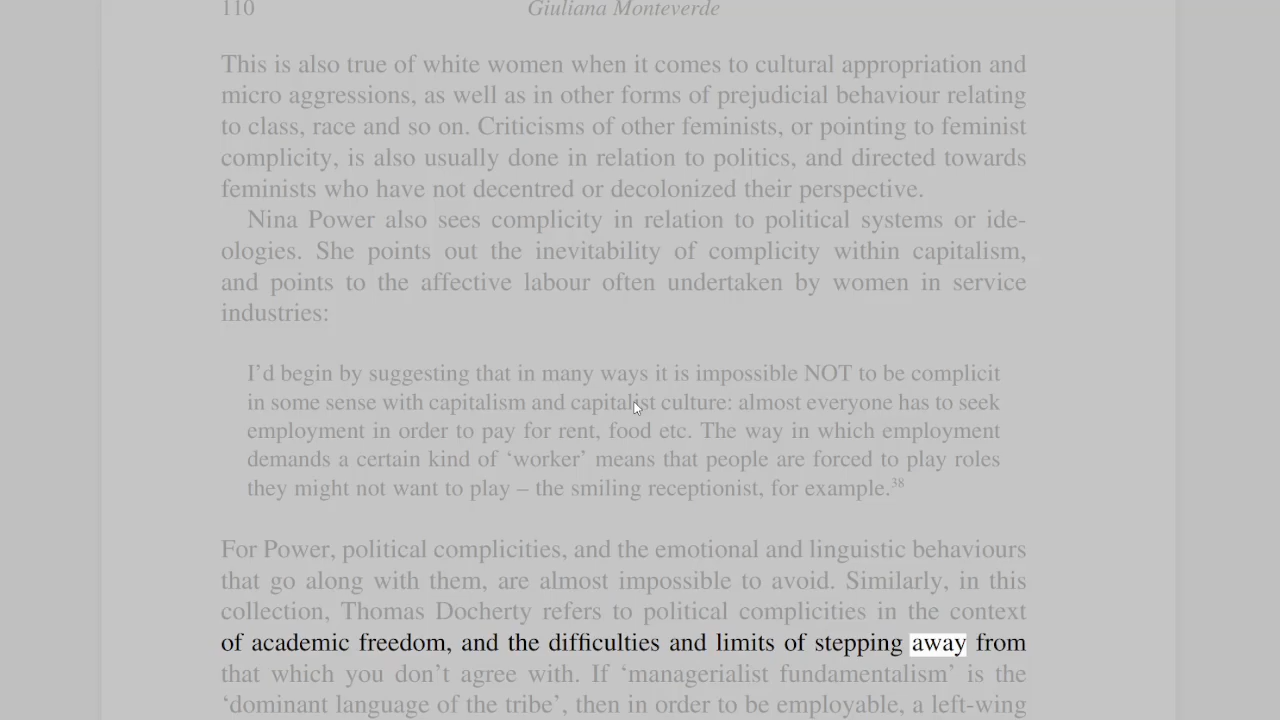 110 Giuliana Monteverde
This is also true of white women when it comes to cultural appropriation and
micro aggressions, as well as in other forms of prejudicial behaviour relating
to class, race and so on. Criticisms of other feminists, or pointing to feminist
complicity, is also usually done in relation to politics, and directed towards
feminists who have not decentred or decolonized their perspective.
Nina Power also sees complicity in relation to political systems or ide-
ologies. She points out the inevitability of complicity within capitalism,
and points to the affective labour often undertaken by women in service
industries:
I’d begin by suggesting that in many ways it is impossible NOT to be complicit
in some sense with capitalism and capitalist culture: almost everyone has to seek
employment in order to pay for rent, food etc. The way in which employment
demands a certain kind of ‘worker’ means that people are forced to play roles
they might not want to play – the smiling receptionist, for example.38
For Power, political complicities, and the emotional and linguistic behaviours
that go along with them, are almost impossible to avoid. Similarly, in this
collection, Thomas Docherty refers to political complicities in the context
of academic freedom, and the difficulties and limits of stepping away from
that which you don’t agree with. If ‘managerialist fundamentalism’ is the
‘dominant language of the tribe’, then in order to be employable, a left-wing